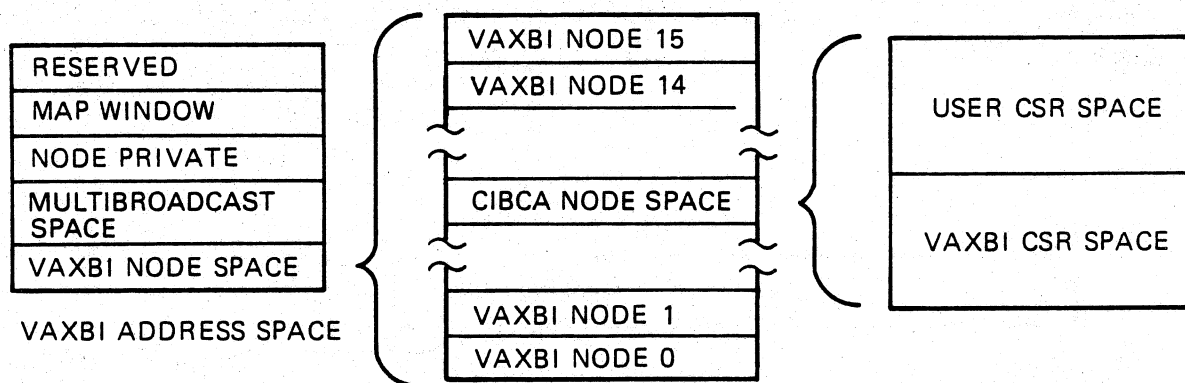 RESERVED
MAP WINDOW
NODE PRIVATE
MULTIBROADCAST
SPACE
VAXBI NODE SPACE
VAXBI ADDRESS SPACE
VAXBI NODE 15
VAXBI NODE 14
CIBCA NODE SPACE
VAXBI NODE 1
VAXBI NODE 0
USER CSR SPACE
VAXBI CSR SPACE